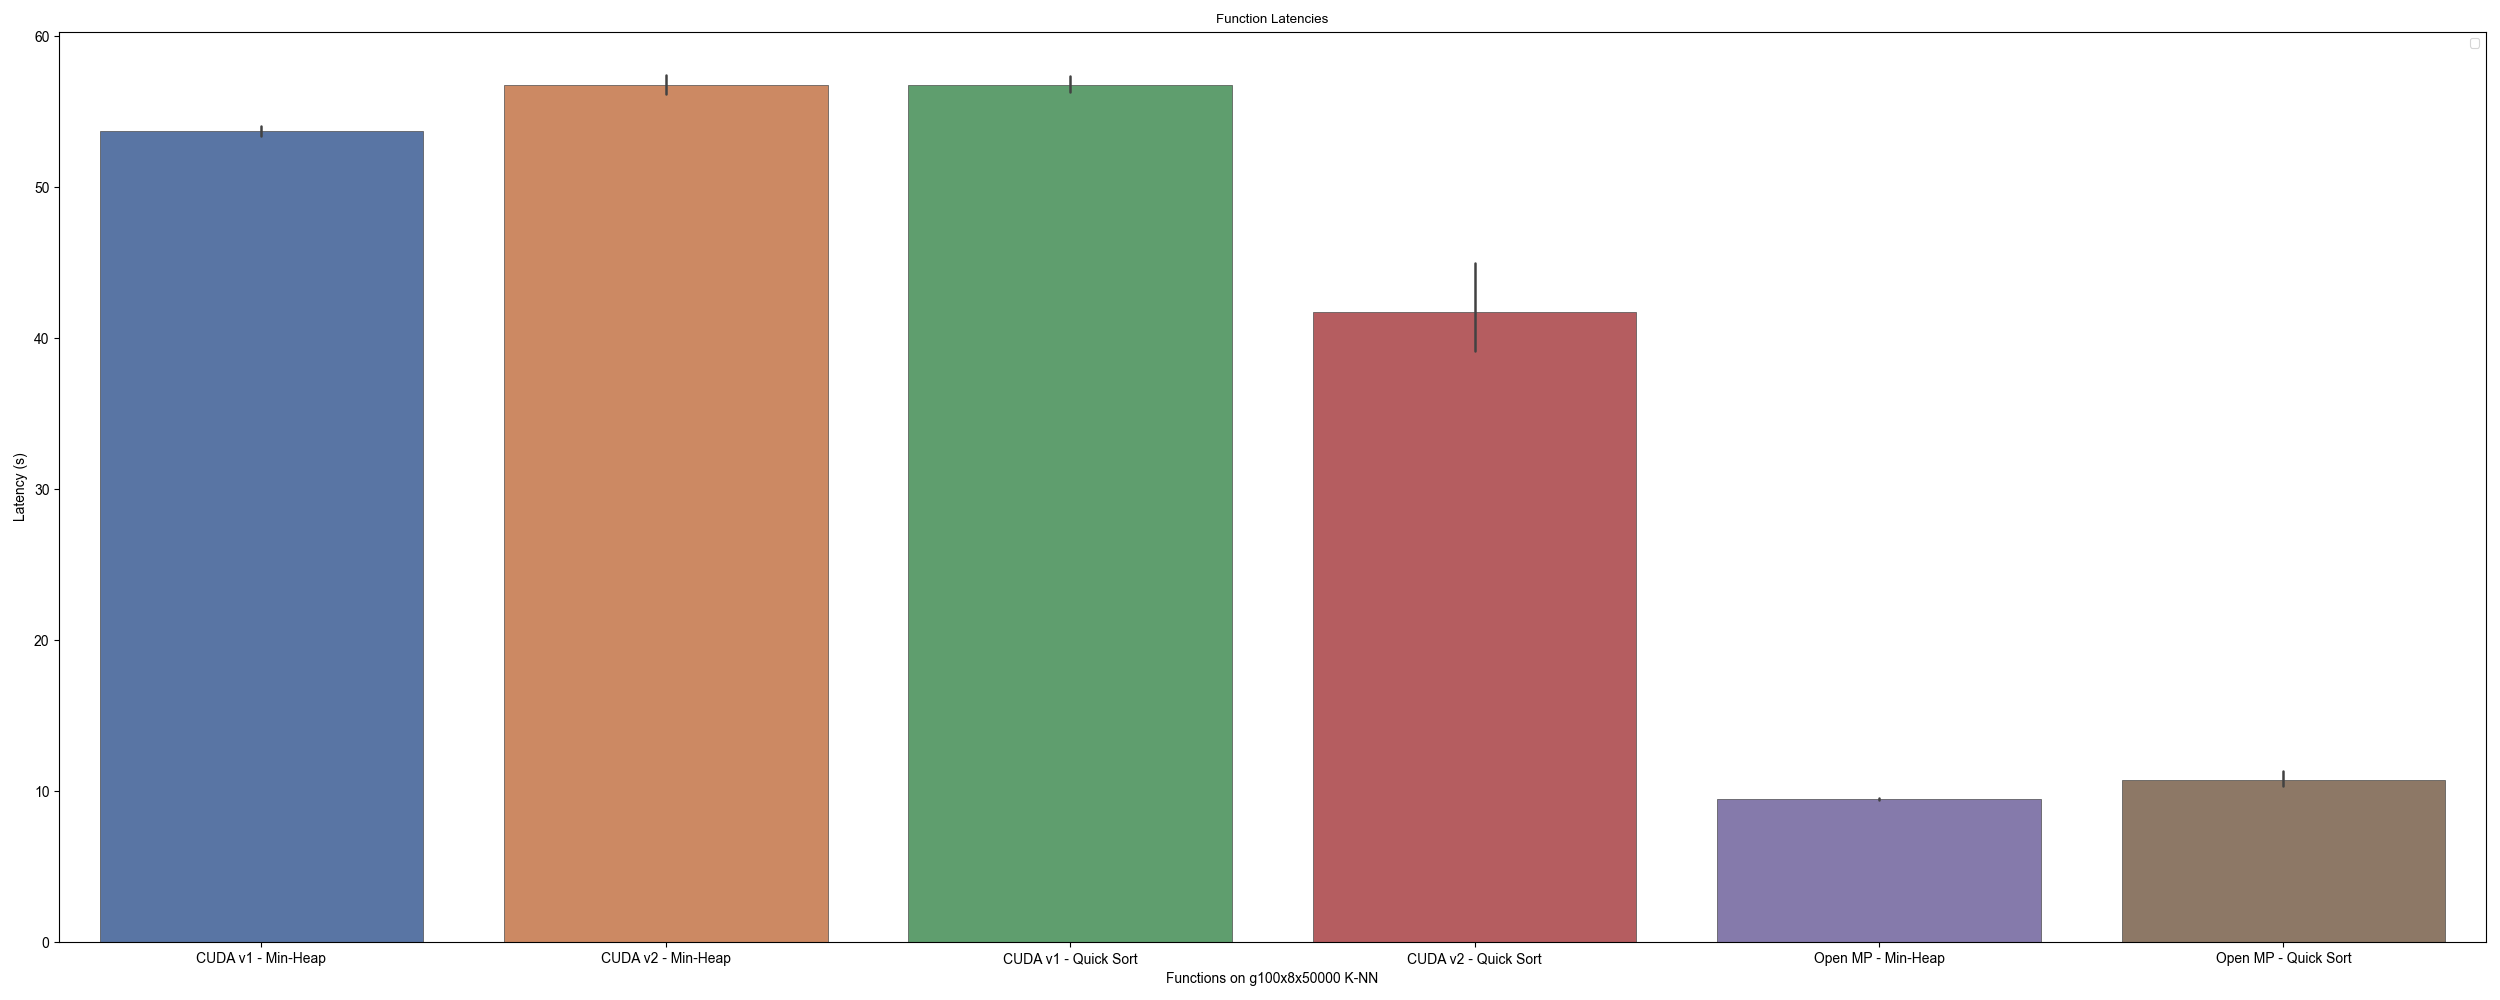 Function Latencies
60
50
40
30
20
10
0
Latency (s)
CUDA v1 - Min-Heap
CUDA v2 - Min-Heap
CUDA v1 - Quick Sort
CUDA v2 - Quick Sort
Open MP - Min-Heap
Open MP - Quick Sort
Functions on g100x8x50000 K-NN